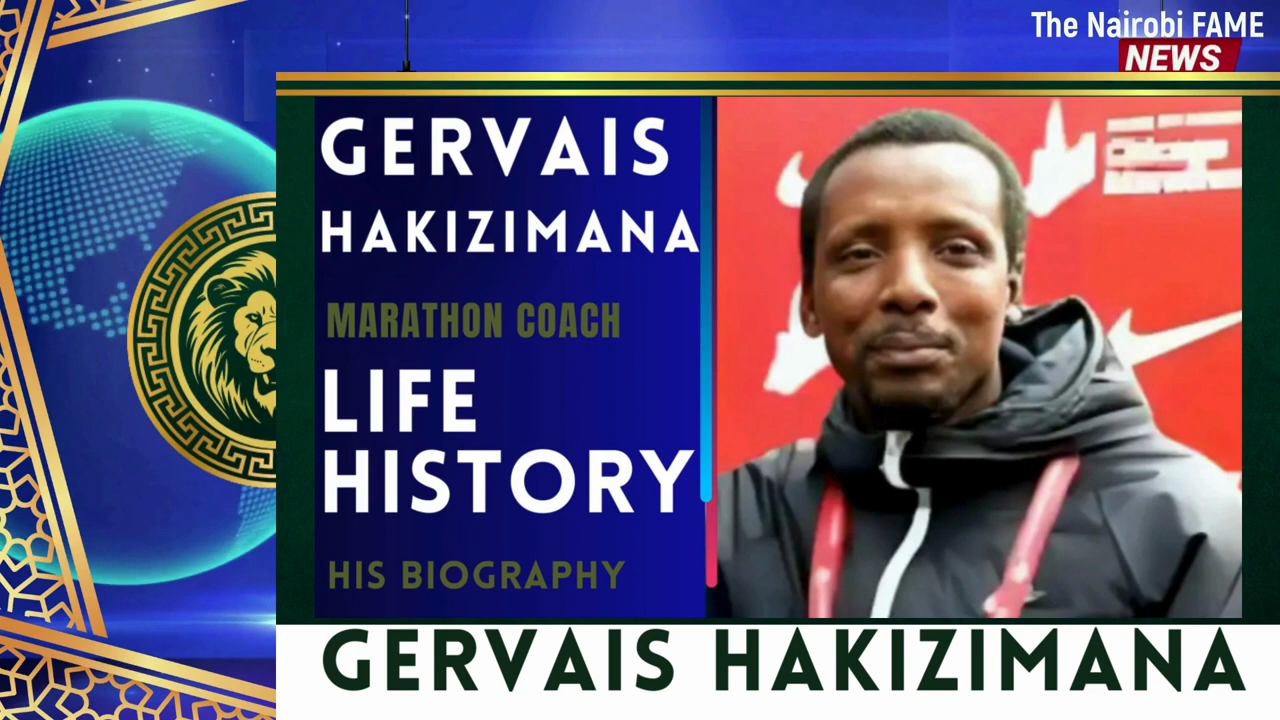 The Nairobi FAME
NEWS
GERVAIS
HAKIZIMANA
MARATHON COACH
LIFE
HISTORY
HIS BIOGRAPHY
GERVAIS HAKIZIMANA